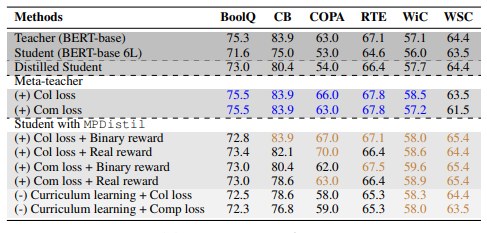 Methods BoolQ CB COPA RTE WiC WSC
Teacher (BERT-base) 75.3 83.9 63.0 67.1 57.1 64.4
Student (BERT-base 6L) 71.6 75.0 53.0 64.6 56.0 63.5
Distilled Student 73.0 80.4 54.0 66.4 57.7 64.4
Meta-teacher
(+) Col loss 75.5 83.9 66.0 67.8 58.5 63.5
(+) Com loss 75.5 83.9 63.0 67.8 57.2 61.5
Student with MPDistil
(+) Col loss + Binary reward 72.8 83.9 67.0 67.1 58.0 65.4
(+) Col loss + Real reward 73.4 82.1 70.0 66.4 58.6 64.4
(+) Com loss + Binary reward 73.0 80.4 62.0 67.5 59.6 65.4
(+) Com loss + Real reward 73.0 78.6 63.0 66.4 58.9 65.4
(-) Curriculum learning + Col loss 72.5 78.6 58.0 65.3 58.3 64.4
(-) Curriculum learning + Comp loss 72.3 76.8 59.0 65.3 58.0 63.5